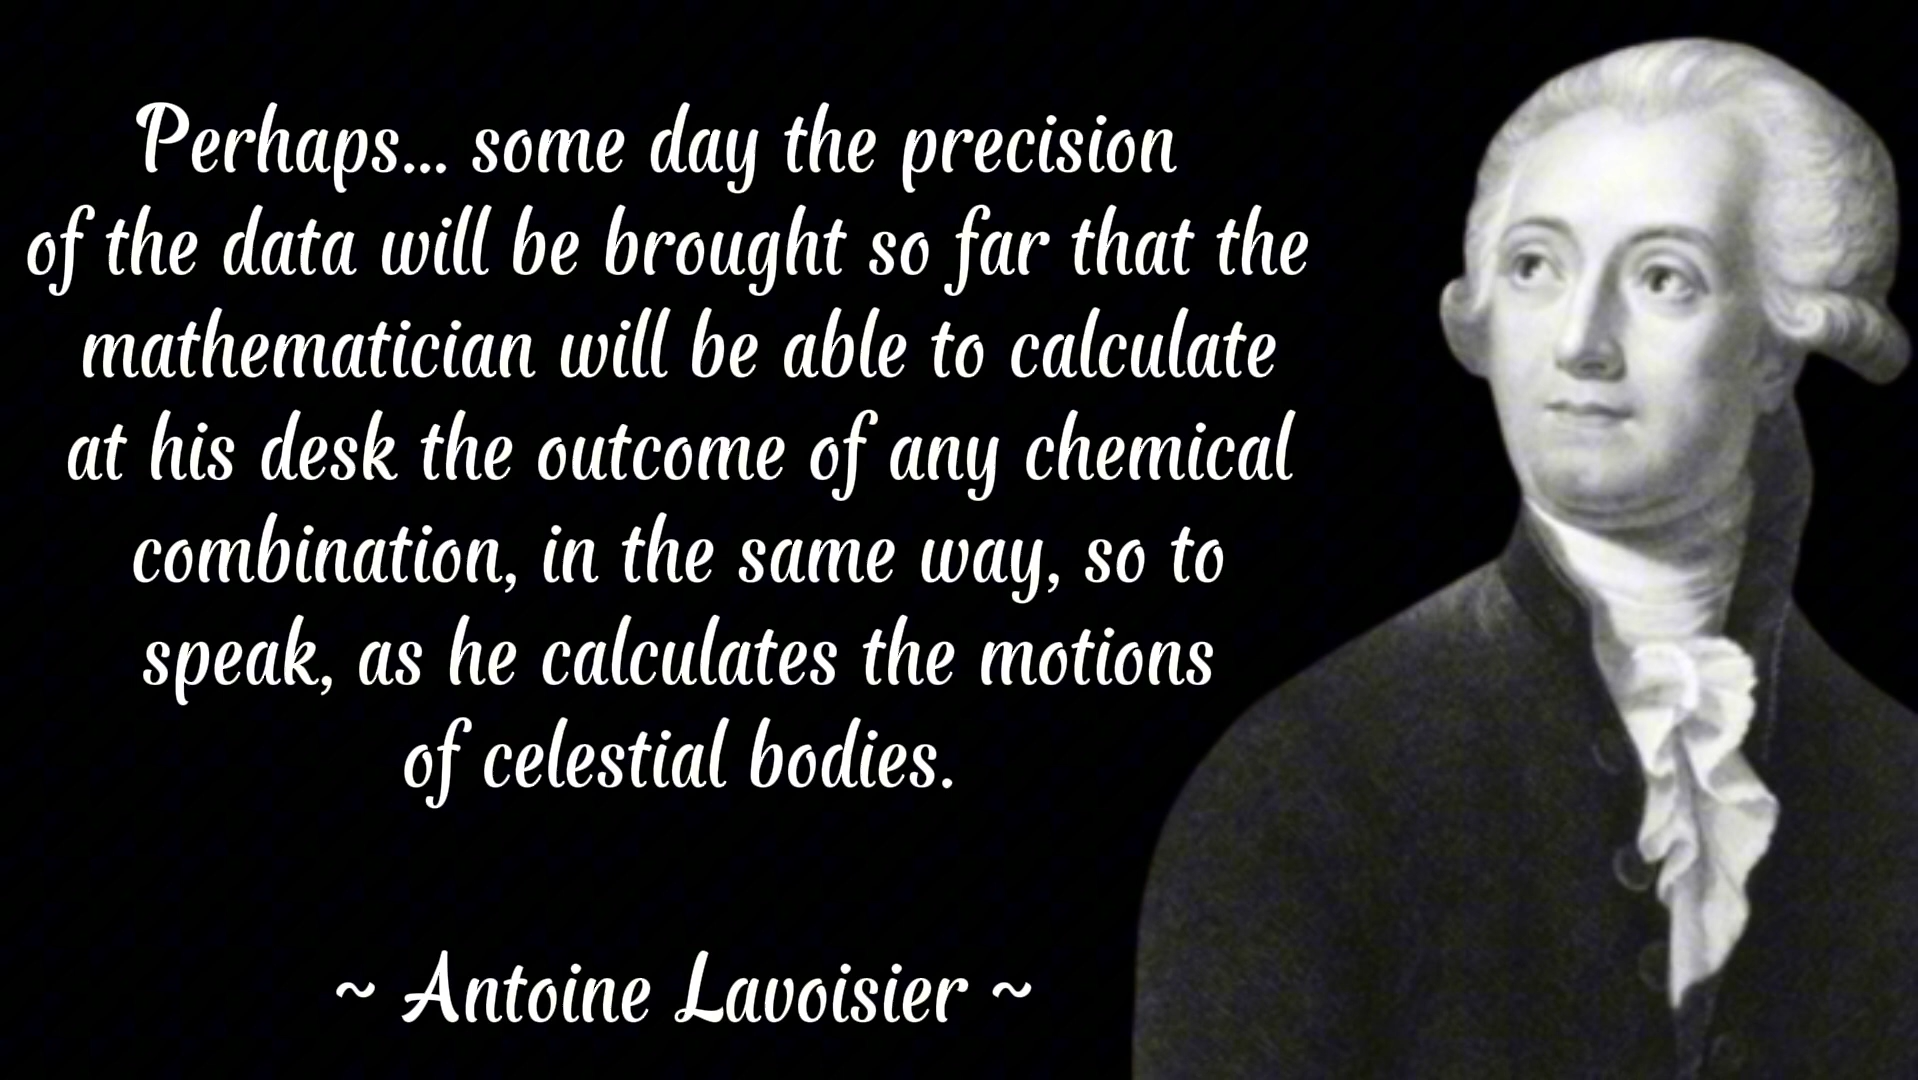 Perhaps... some day the precision
of the data will be brought so far that the
mathematician will be able to calculate
at his desk the outcome of any chemical
combination, in the same way, so to
speak, as he calculates the motions
of celestial bodies.
~ Antoine Lavoisier ~